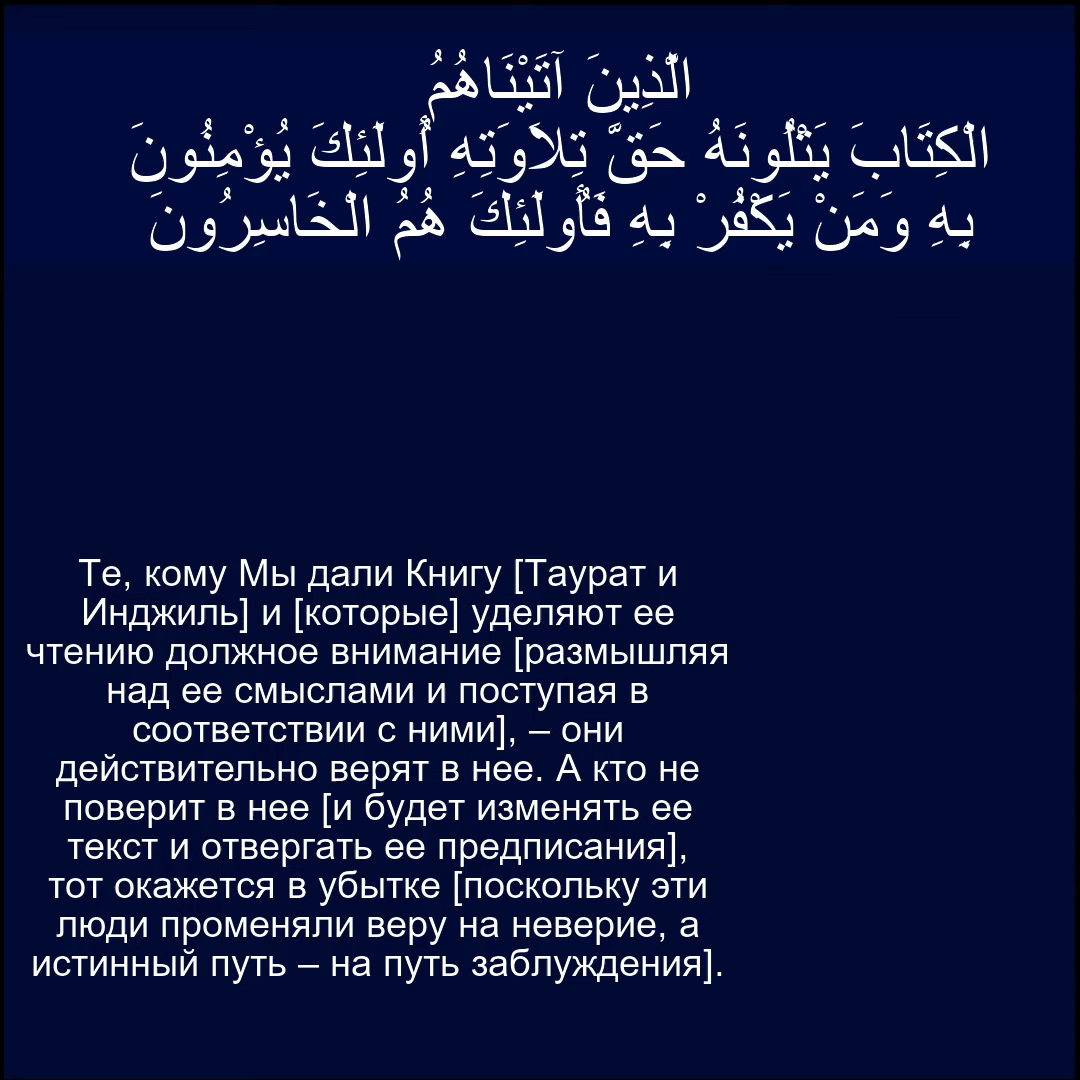 الَّذِينَ آتَيْنَاهُمُ
الْكِتَابَ يَتْلُونَهُ حَقَّ تِلاَوَتِهِ أُولَٰئِكَ يُؤْمِنُونَ
بِهِ وَمَنْ يَكْفُرْ بِهِ فَأُولَٰئِكَ هُمُ الْخَاسِرُونَ
Те, кому Мы дали Книгу [Таурат и
Инджиль] и [которые] уделяют ее
чтению должное внимание [размышляя
над ее смыслами и поступая в
соответствии с ними], – они
действительно верят в нее. А кто не
поверит в нее [и будет изменять ее
текст и отвергать ее предписания],
тот окажется в убытке [поскольку эти
люди променяли веру на неверие, а
истинный путь – на путь заблуждения].